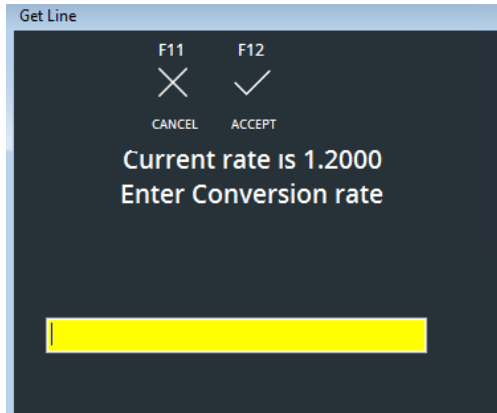 Get Line
F11 F12
CANCEL ACCEPT
Current rate is 1.2000
Enter Conversion rate